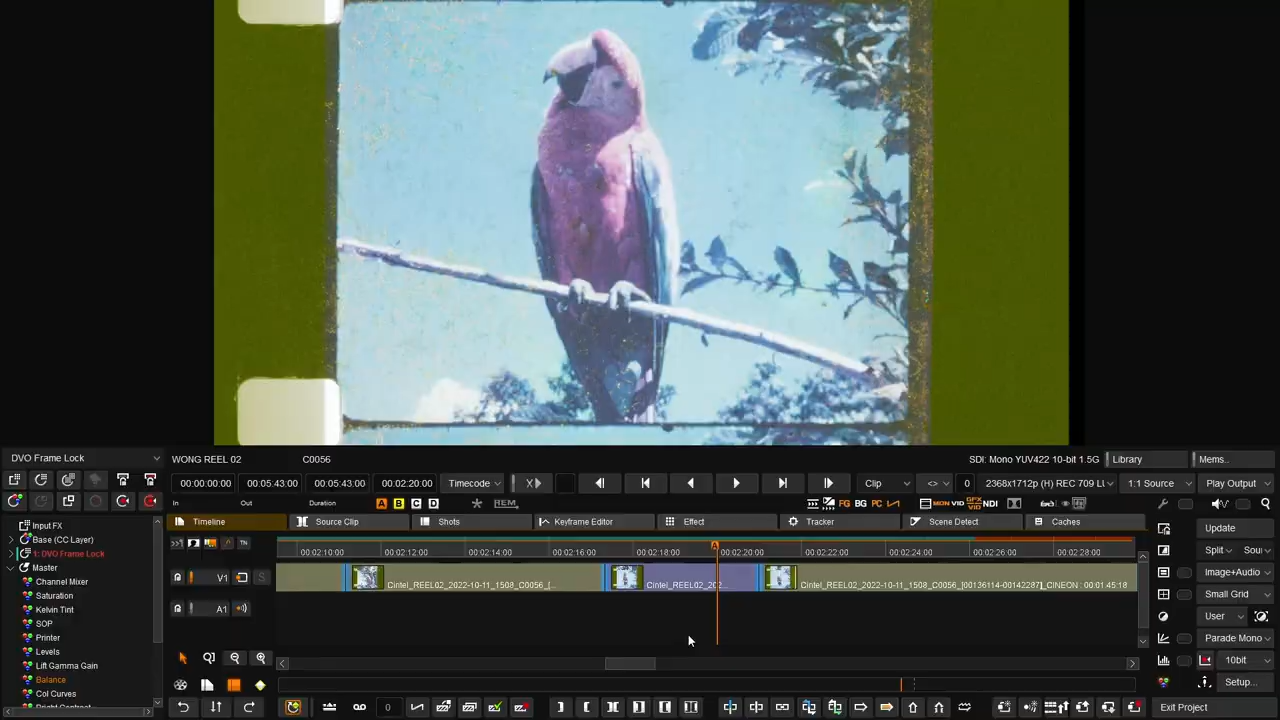 DVO Frame Lock
WONG REEL 02
C0056
SDI: Mono YUV422 10-bit 1.5G
Library
Mems..
00:00:00:00
05:43:00
05:43:00
00:02:20:00
Timecode
Clip
<>
0
2368x1712p (H) REC 709 L
1:1 Source
Play Output
In
Out
Duration
A
B
C
D
REM
FG BG PC
VID
VID
NDI
Input FX
Base (CC Layer)
1: DVO Frame Lock
Master
Channel Mixer
Saturation
Kelvin Tint
SOP
Printer
Levels
Lift Gamma Gain
Balance
Col Curves
Timeline
Source Clip
Shots
Keyframe Editor
Effect
Tracker
Scene Detect
Caches
00:02:10:00
00:02:12:00
00:02:14:00
00:02:16:00
00:02:18:00
00:02:20:00
00:02:22:00
00:02:24:00
00:02:26:00
00:02:28:00
V1
S
Cintel_REEL02_2022-10-11_1508_C0056_[...
Cintel_REEL02_202...
Cintel_REEL02_2022-10-11_1508_C0056_[00136114-00142287]_CINEON : 00:01:45:18
A1
0
Update
Split
Sou
Image+Audio
Small Grid
User
Parade Mono
10bit
Setup...
Exit Project